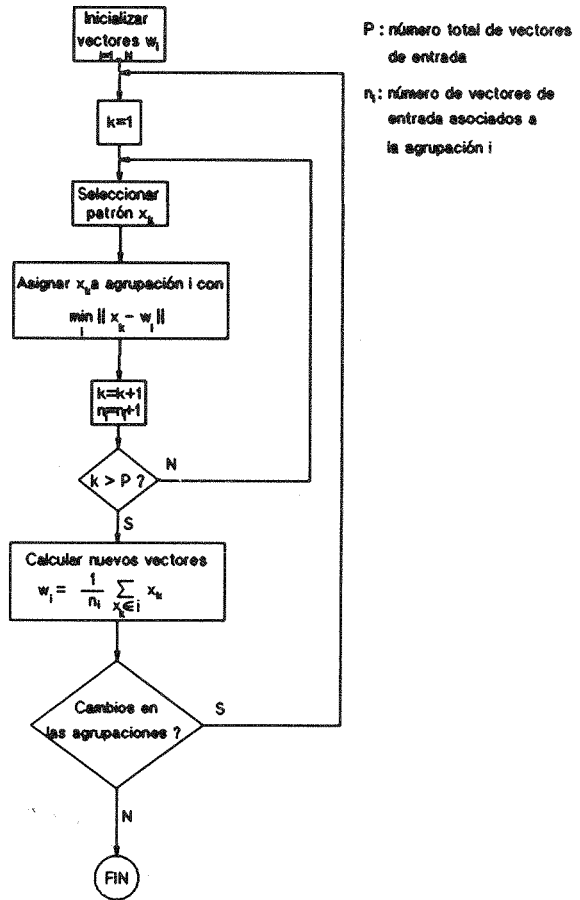 Inicializar
vectores w_i
i=1...N
P : número total de vectores
de entrada
n_i : número de vectores de
entrada asociados a
la agrupación i
k=1
Seleccionar
patrón x_k
Asignar x_k a agrupación i con
min_i || x_k - w_i ||
k=k+1
n_i=n_i+1
k > P ?
N
S
Calcular nuevos vectores
w_i = 1/n_i ∑_{x_k∈i} x_k
Cambios en
las agrupaciones ?
S
N
FIN